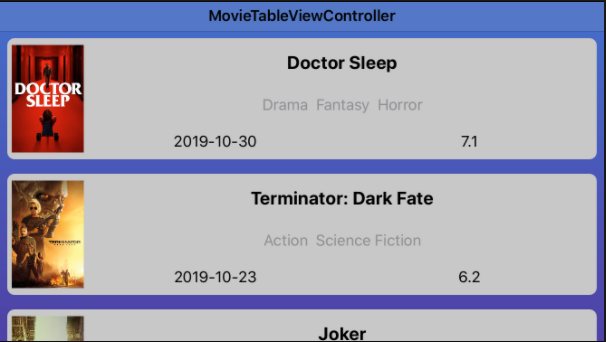 MovieTableViewController
Doctor Sleep
DOCTOR
SLEEP
Drama Fantasy Horror
2019-10-30
7.1
Terminator: Dark Fate
TERMINATOR
Action Science Fiction
2019-10-23
6.2
Joker